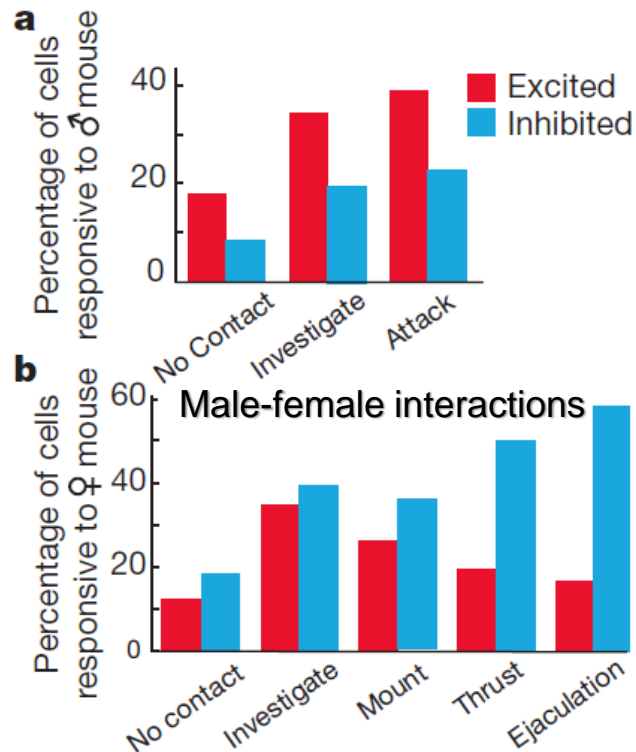 a
Percentage of cells
responsive to ♂ mouse
40
20
0
Excited
Inhibited
No Contact
Investigate
Attack
b
Percentage of cells
responsive to ♀ mouse
Male-female interactions
60
40
20
0
No contact
Investigate
Mount
Thrust
Ejaculation